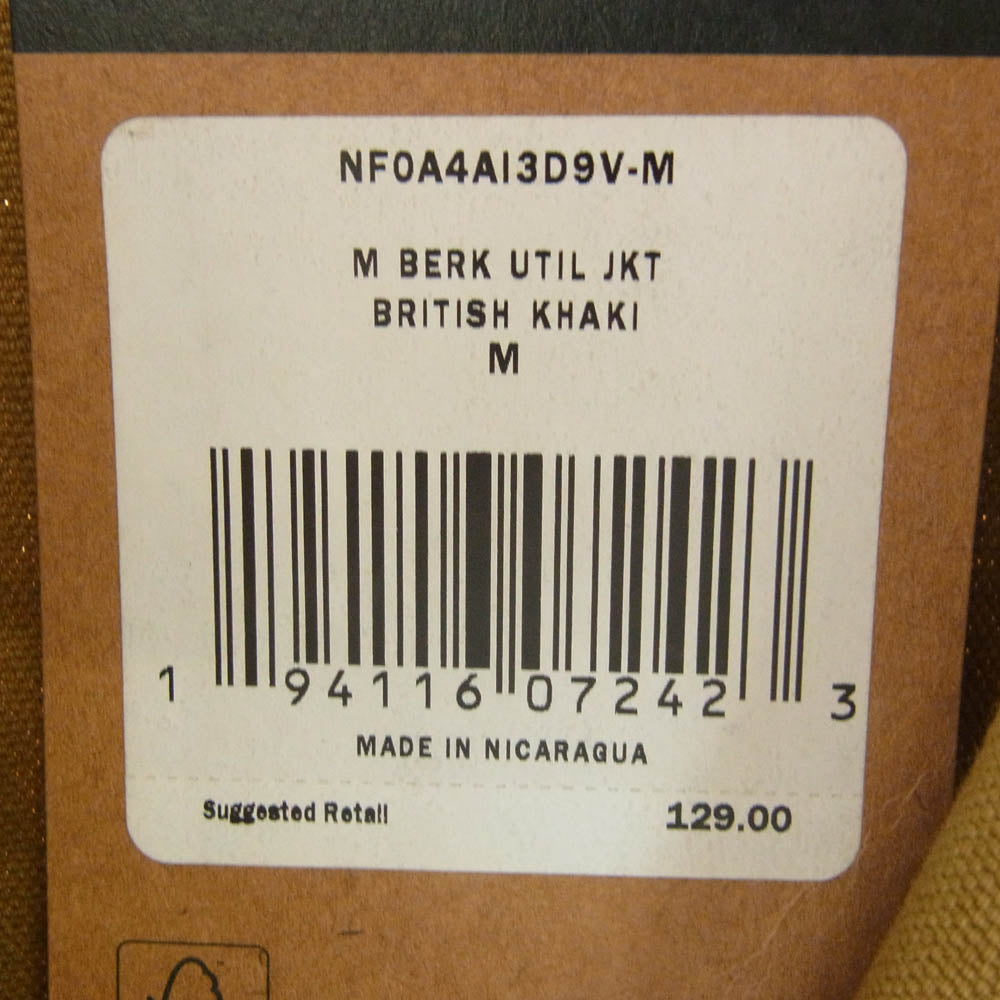 NF0A4AI3D9V-M
M BERK UTIL JKT
BRITISH KHAKI
M
1 94116 07242 3
MADE IN NICARAGUA
Suggested Retail 129.00